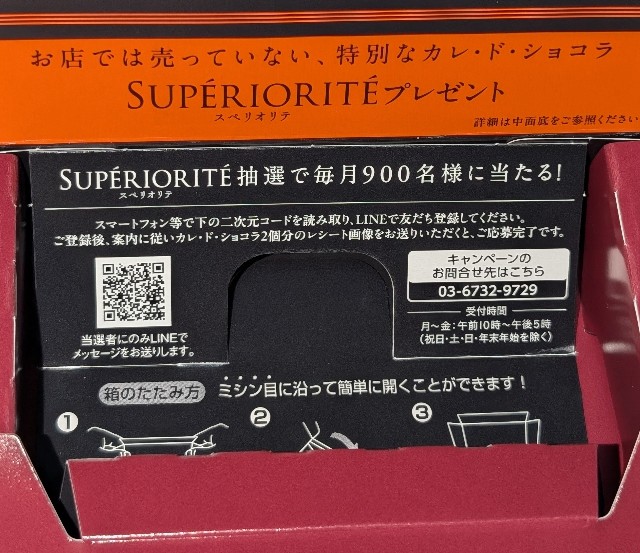 お店では売っていない、特別なカレ・ド・ショコラ
SUPÉRIORITÉプレゼント
スペリオリテ
詳細は中面底をご参照ください
SUPÉRIORITÉ抽選で毎月900名様に当たる!
スペリオリテ
スマートフォン等で下の二次元コードを読み取り、LINEで友だち登録してください。
ご登録後、案内に従いカレ・ド・ショコラ2個分のレシート画像をお送りいただくと、ご応募完了です。
当選者にのみLINEで
メッセージをお送りします。
キャンペーンの
お問合せ先はこちら
03-6732-9729
受付時間
月~金:午前10時~午後5時
(祝日・土・日・年末年始を除く)
箱のたたみ方 ミシン目に沿って簡単に開くことができます!
1 2 3